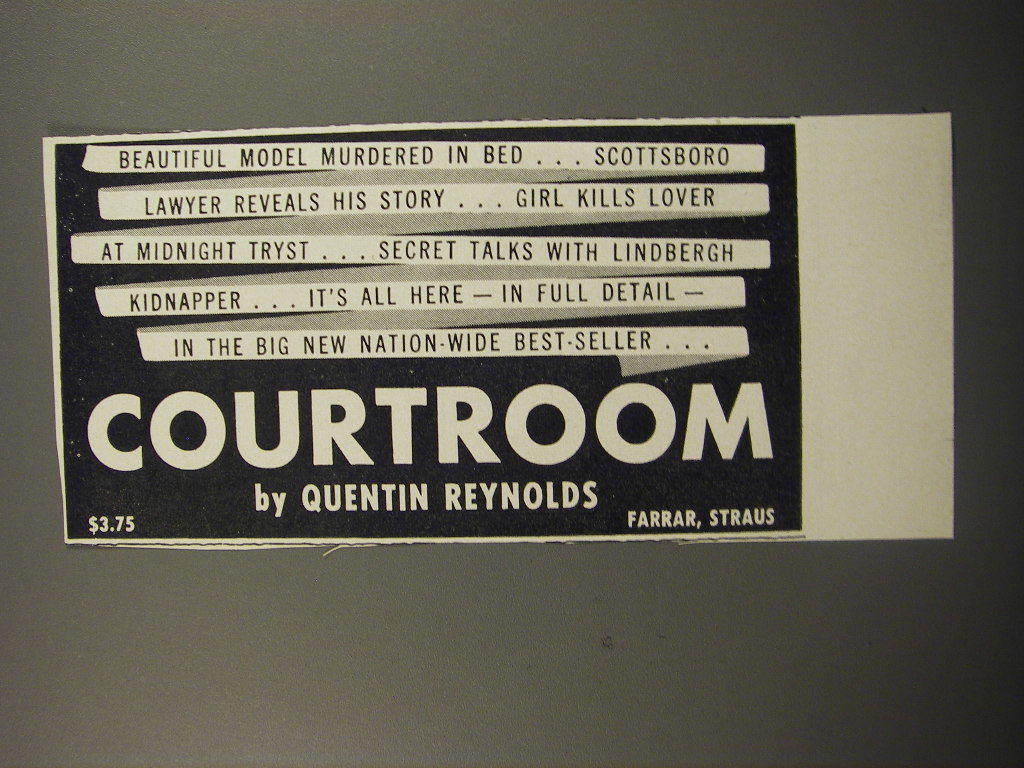 BEAUTIFUL MODEL MURDERED IN BED . . . SCOTTSBORO
LAWYER REVEALS HIS STORY . . . GIRL KILLS LOVER
AT MIDNIGHT TRYST . . . SECRET TALKS WITH LINDBERGH
KIDNAPPER . . . IT'S ALL HERE — IN FULL DETAIL —
IN THE BIG NEW NATION-WIDE BEST-SELLER . . .
COURTROOM
by QUENTIN REYNOLDS
$3.75
FARRAR, STRAUS